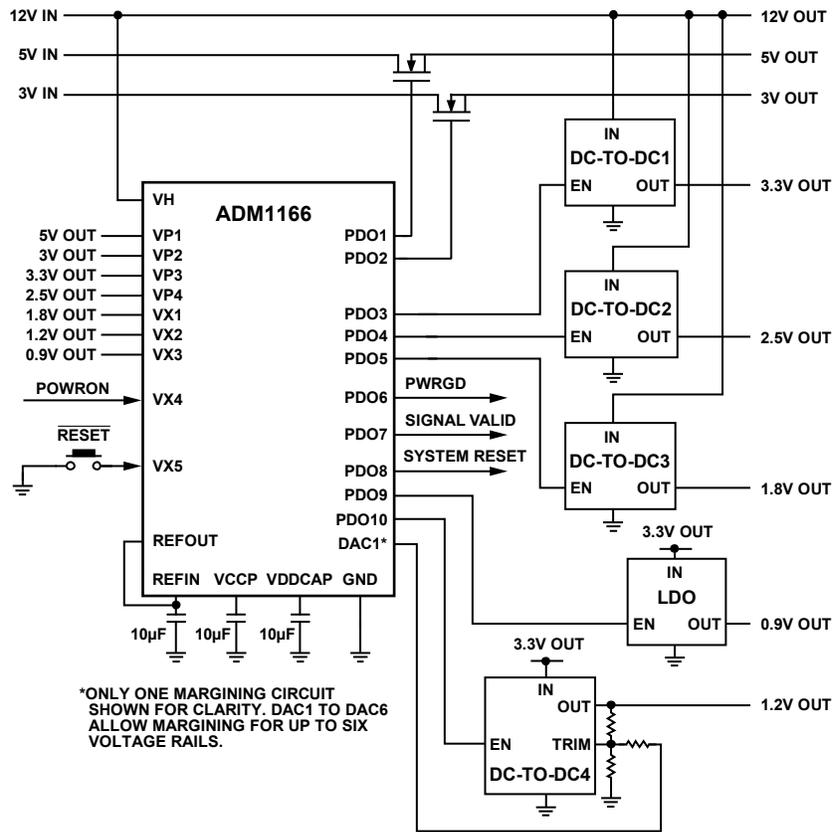 12V IN
12V OUT
5V IN
5V OUT
3V IN
3V OUT
IN
DC-TO-DC1
EN OUT
3.3V OUT
VH
ADM1166
5V OUT VP1
3V OUT VP2
3.3V OUT VP3
2.5V OUT VP4
1.8V OUT VX1
1.2V OUT VX2
0.9V OUT VX3
POWRON
VX4
RESET
VX5
REFOUT
REFIN VCCP VDDCAP GND
10µF 10µF 10µF
PDO1
PDO2
PDO3
PDO4
PDO5
PDO6
PWRGD
PDO7
SIGNAL VALID
PDO8
SYSTEM RESET
PDO9
PDO10
DAC1*
IN
DC-TO-DC2
EN OUT
2.5V OUT
IN
DC-TO-DC3
EN OUT
1.8V OUT
3.3V OUT
IN
LDO
EN OUT
0.9V OUT
3.3V OUT
IN
OUT
1.2V OUT
EN TRIM
DC-TO-DC4
*ONLY ONE MARGINING CIRCUIT
SHOWN FOR CLARITY. DAC1 TO DAC6
ALLOW MARGINING FOR UP TO SIX
VOLTAGE RAILS.